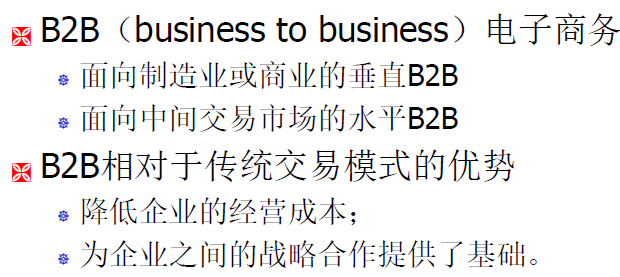 B2B（business to business）电子商务
面向制造业或商业的垂直B2B
面向中间交易市场的水平B2B
B2B相对于传统交易模式的优势
降低企业的经营成本；
为企业之间的战略合作提供了基础。